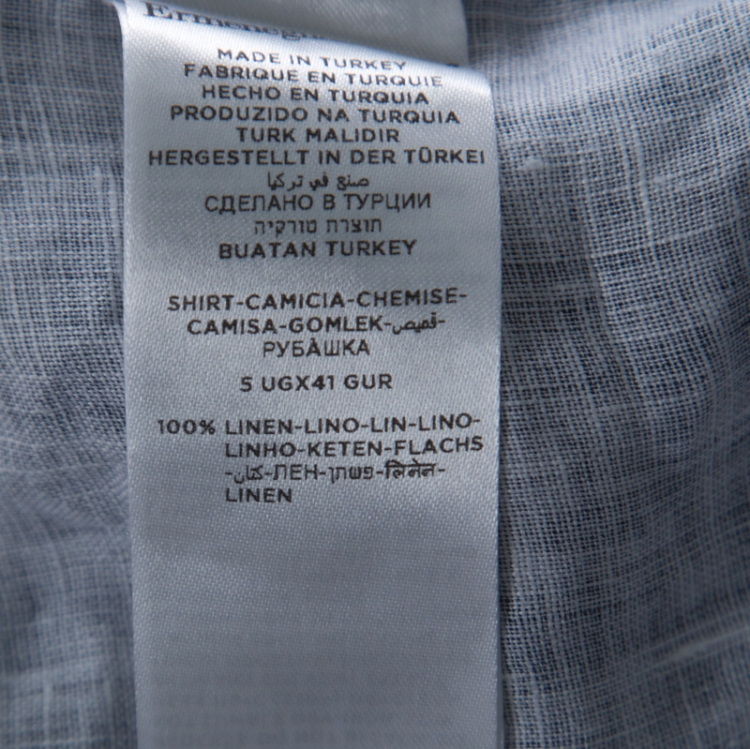 MADE IN TURKEY
FABRIQUE EN TURQUIE
HECHO EN TURQUIA
PRODUZIDO NA TURQUIA
TURK MALIDIR
HERGESTELLT IN DER TÜRKEI
صنع في تركيا
СДЕЛАНО В ТУРЦИИ
תוצרת טורקיה
BUATAN TURKEY
SHIRT-CAMICIA-CHEMISE-
CAMISA-GOMLEK-قميص-
РУБАШКА
5 UGX41 GUR
100% LINEN-LINO-LIN-LINO-
LINHO-KETEN-FLACHS
-كتان-ЛЕН-פשתן-लिनेन-
LINEN